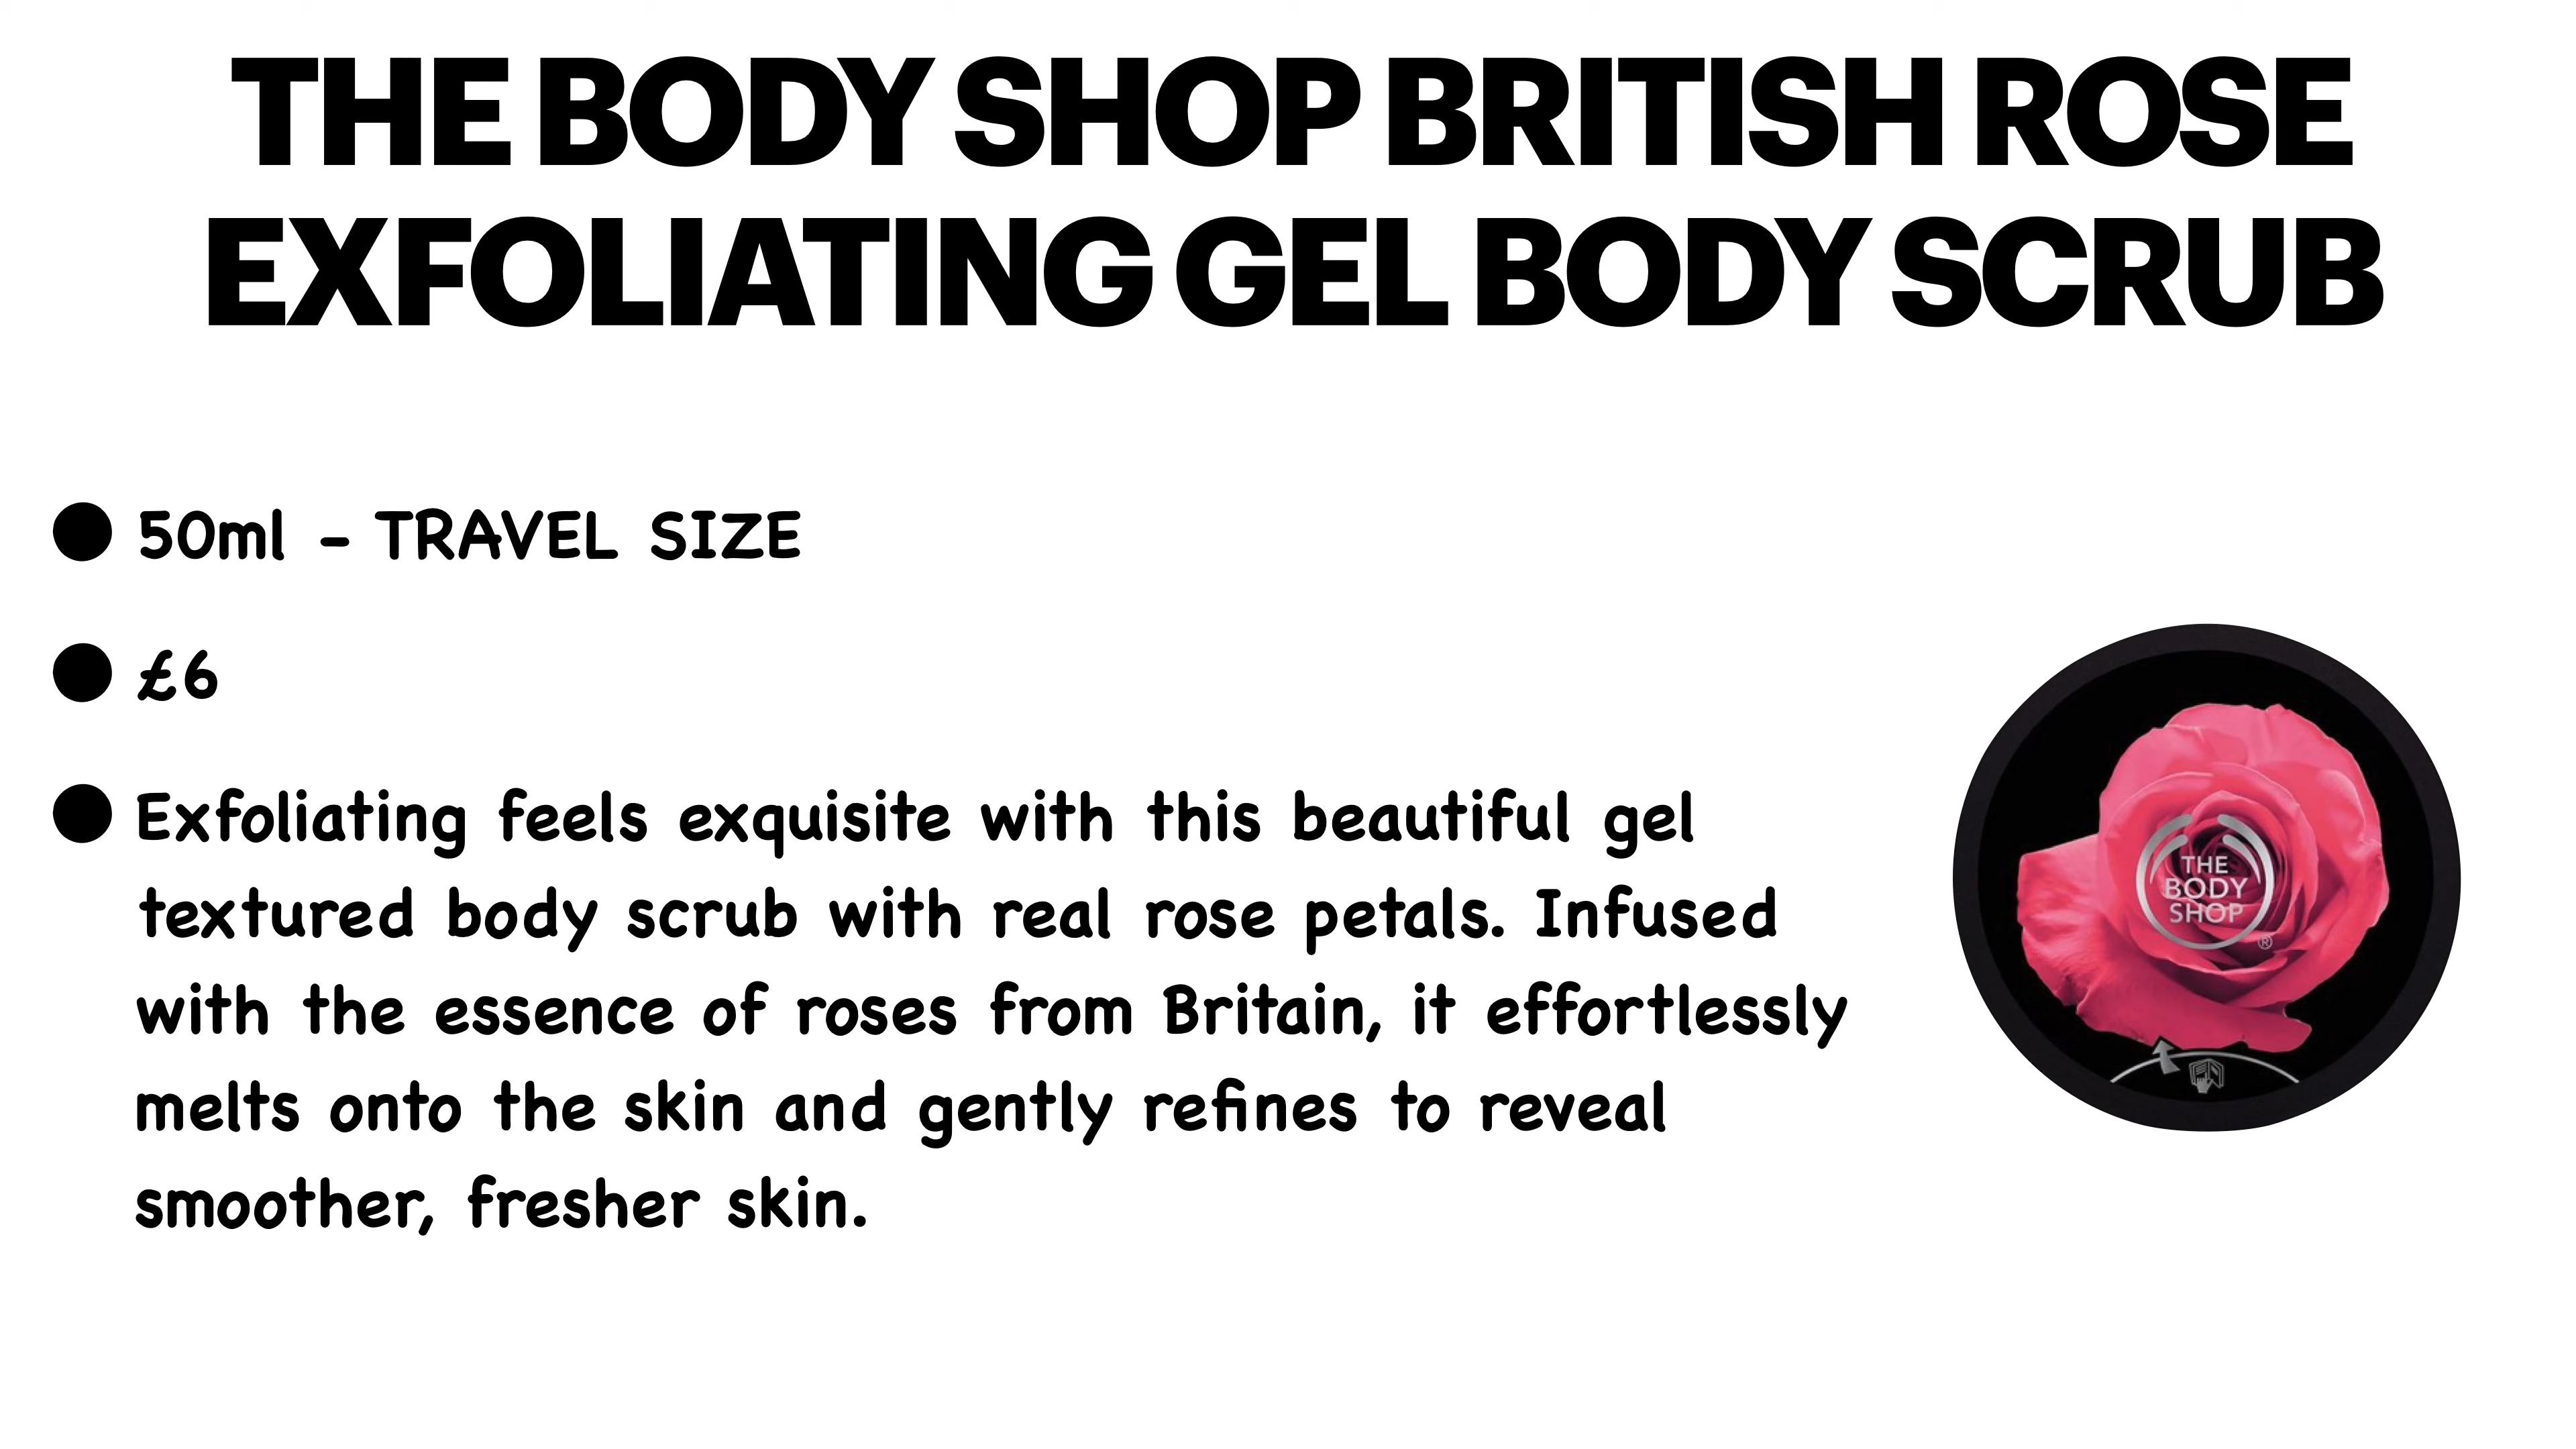 THE BODY SHOP BRITISH ROSE
EXFOLIATING GEL BODY SCRUB
50ml - TRAVEL SIZE
£6
Exfoliating feels exquisite with this beautiful gel
textured body scrub with real rose petals. Infused
with the essence of roses from Britain, it effortlessly
melts onto the skin and gently refines to reveal
smoother, fresher skin.
THE
BODY
SHOP
®